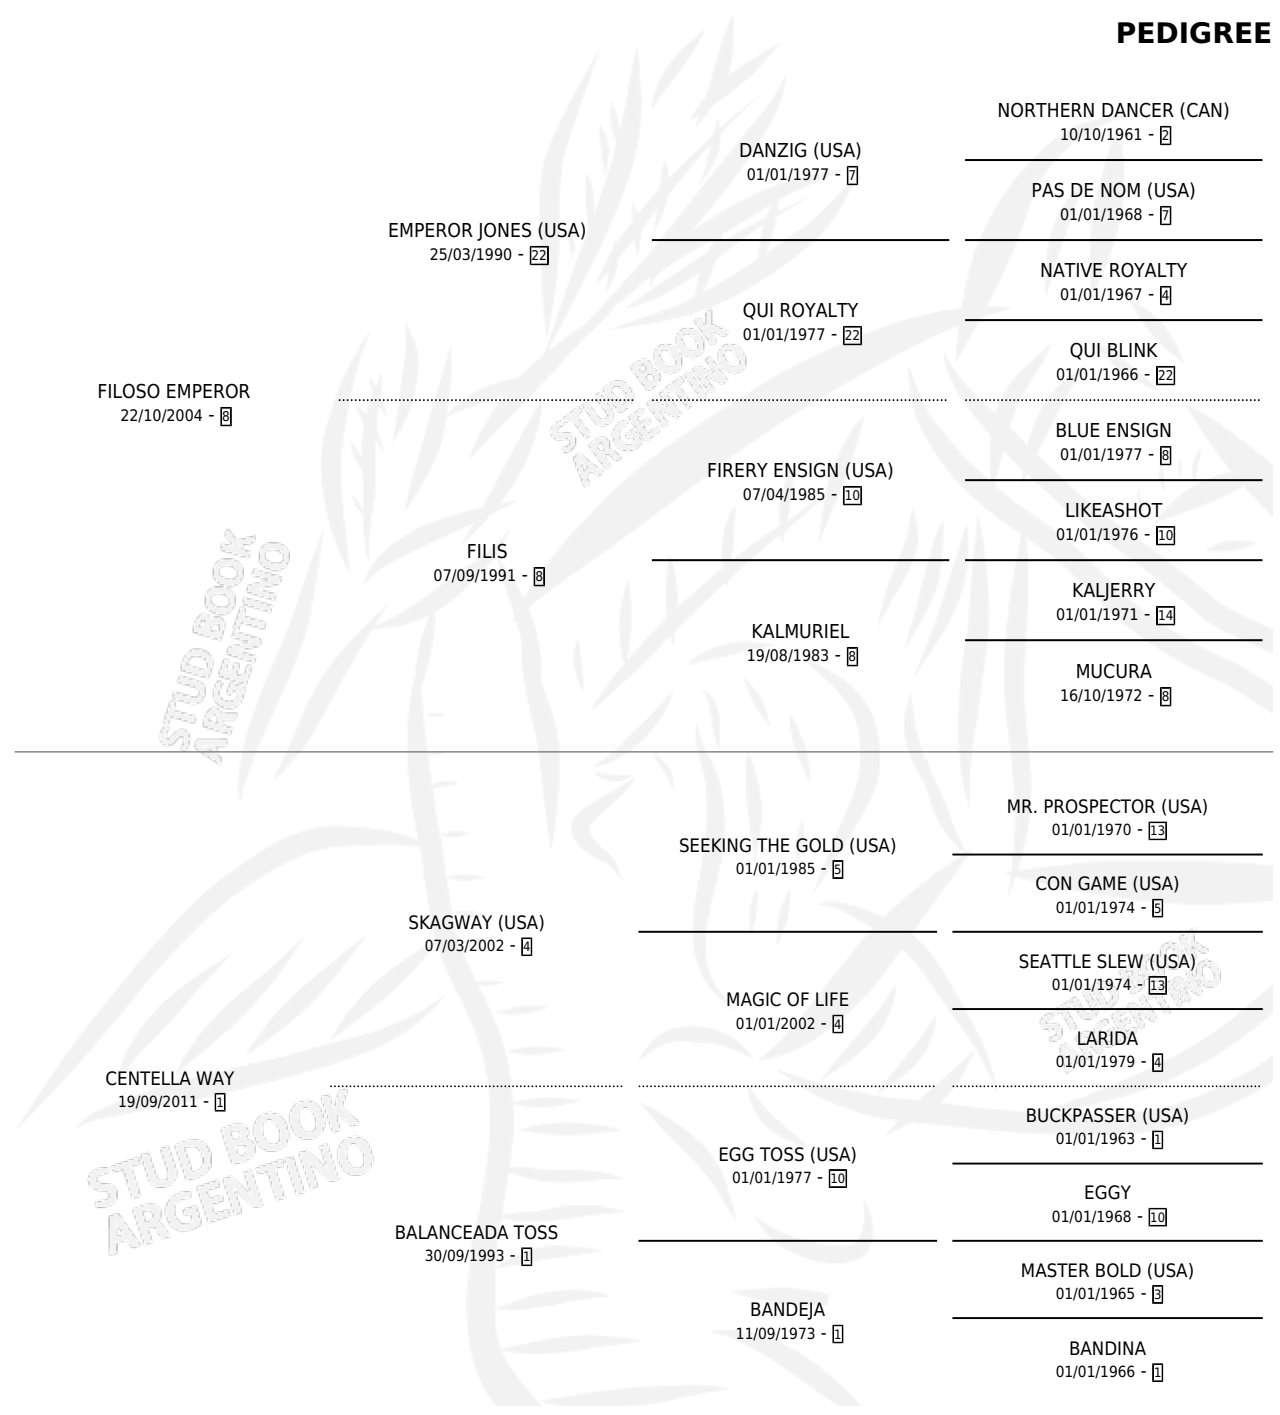 PEDIGREE
NORTHERN DANCER (CAN)
10/10/1961 - 2
DANZIG (USA)
01/01/1977 - 7
PAS DE NOM (USA)
01/01/1968 - 7
EMPEROR JONES (USA)
25/03/1990 - 22
NATIVE ROYALTY
01/01/1967 - 4
QUI ROYALTY
01/01/1977 - 22
QUI BLINK
01/01/1966 - 22
FILOSO EMPEROR
22/10/2004 - 8
STUD BOOK
ARGENTINO
BLUE ENSIGN
01/01/1977 - 8
FIRERY ENSIGN (USA)
07/04/1985 - 10
LIKEASHOT
01/01/1976 - 10
FILIS
07/09/1991 - 8
KALJERRY
01/01/1971 - 14
KALMURIEL
19/08/1983 - 8
MUCURA
16/10/1972 - 8
STUD BOOK
ARGENTINO
MR. PROSPECTOR (USA)
01/01/1970 - 13
SEEKING THE GOLD (USA)
01/01/1985 - 5
CON GAME (USA)
01/01/1974 - 5
SKAGWAY (USA)
07/03/2002 - 4
SEATTLE SLEW (USA)
01/01/1974 - 13
STUD BOOK
ARGENTINO
MAGIC OF LIFE
01/01/2002 - 4
LARIDA
01/01/1979 - 4
CENTELLA WAY
19/09/2011 - 1
STUD BOOK
ARGENTINO
BUCKPASSER (USA)
01/01/1963 - 1
EGG TOSS (USA)
01/01/1977 - 10
EGGY
01/01/1968 - 10
BALANCEADA TOSS
30/09/1993 - 1
MASTER BOLD (USA)
01/01/1965 - 3
BANDEJA
11/09/1973 - 1
BANDINA
01/01/1966 - 1